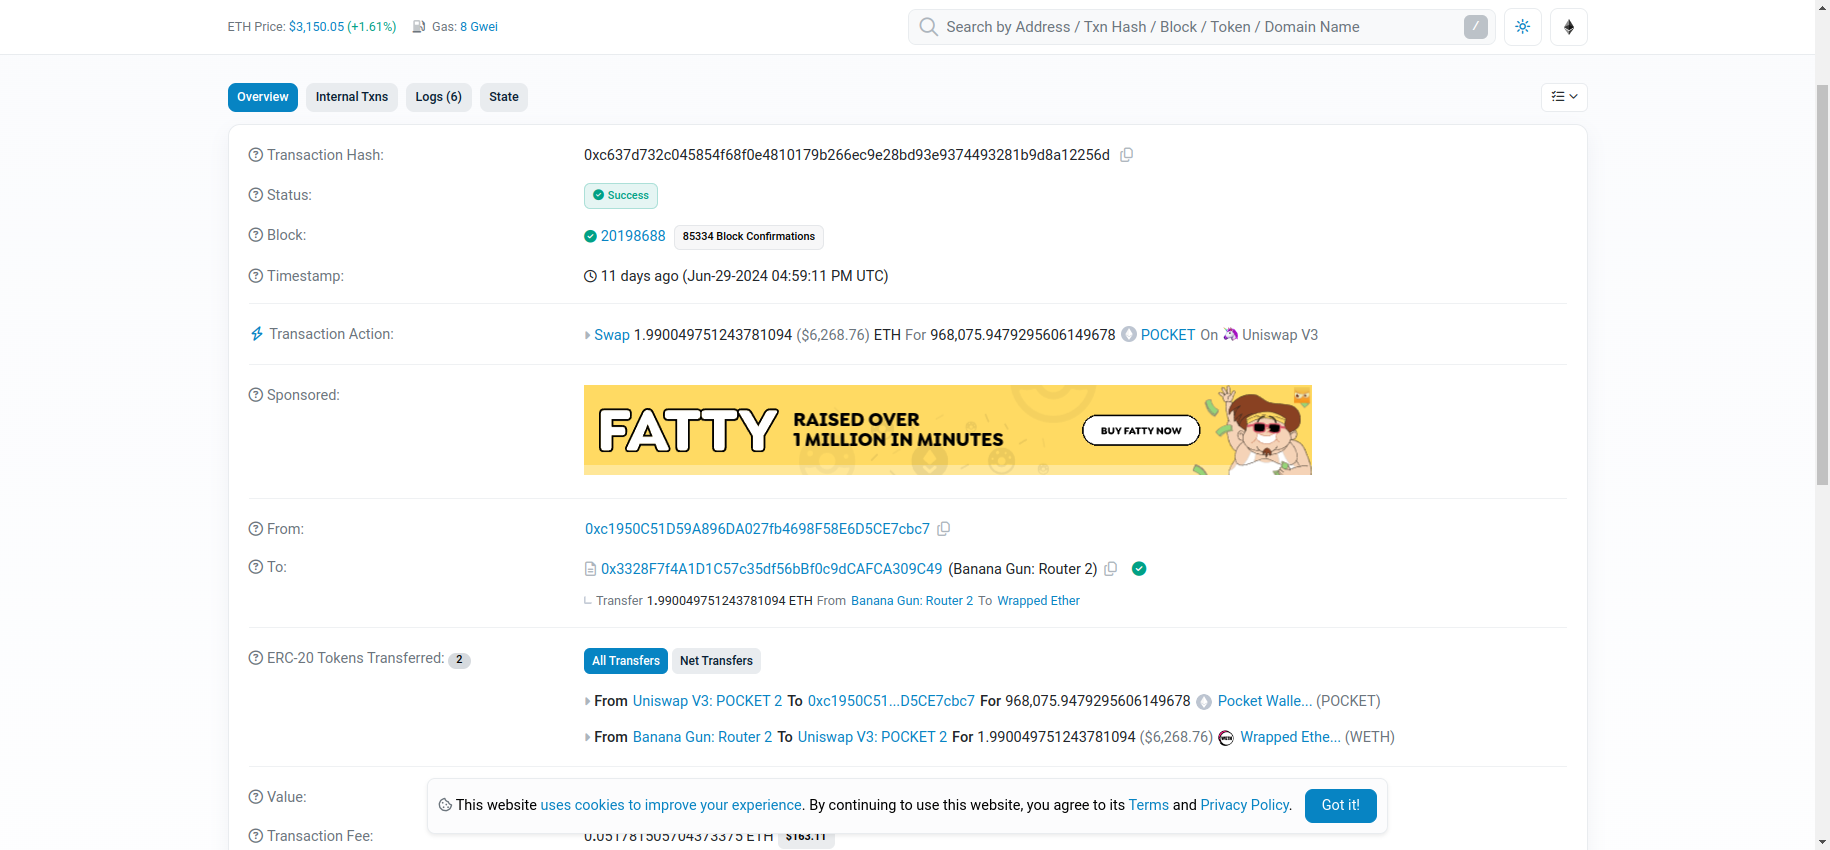 ETH Price: $3,150.05 (+1.61%) Gas: 8 Gwei
Search by Address / Txn Hash / Block / Token / Domain Name /
Overview Internal Txns Logs (6) State
Transaction Hash: 0xc637d732c045854f68f0e4810179b266ec9e28bd93e9374493281b9d8a12256d
Status: Success
Block: 20198688 85334 Block Confirmations
Timestamp: 11 days ago (Jun-29-2024 04:59:11 PM UTC)
Transaction Action: Swap 1.990049751243781094 ($6,268.76) ETH For 968,075.9479295606149678 POCKET On Uniswap V3
Sponsored:
FATTY
RAISED OVER
1 MILLION IN MINUTES
BUY FATTY NOW
From: 0xc1950C51D59A896DA027fb4698F58E6D5CE7cbc7
To: 0x3328F7f4A1D1C57c35df56bBf0c9dCAFCA309C49 (Banana Gun: Router 2)
Transfer 1.990049751243781094 ETH From Banana Gun: Router 2 To Wrapped Ether
ERC-20 Tokens Transferred: 2
All Transfers Net Transfers
From Uniswap V3: POCKET 2 To 0xc1950C51...D5CE7cbc7 For 968,075.9479295606149678 Pocket Walle... (POCKET)
From Banana Gun: Router 2 To Uniswap V3: POCKET 2 For 1.990049751243781094 ($6,268.76) Wrapped Ethe... (WETH)
Value:
This website uses cookies to improve your experience. By continuing to use this website, you agree to its Terms and Privacy Policy. Got it!
Transaction Fee: 0.051781505704373375 ETH $163.11